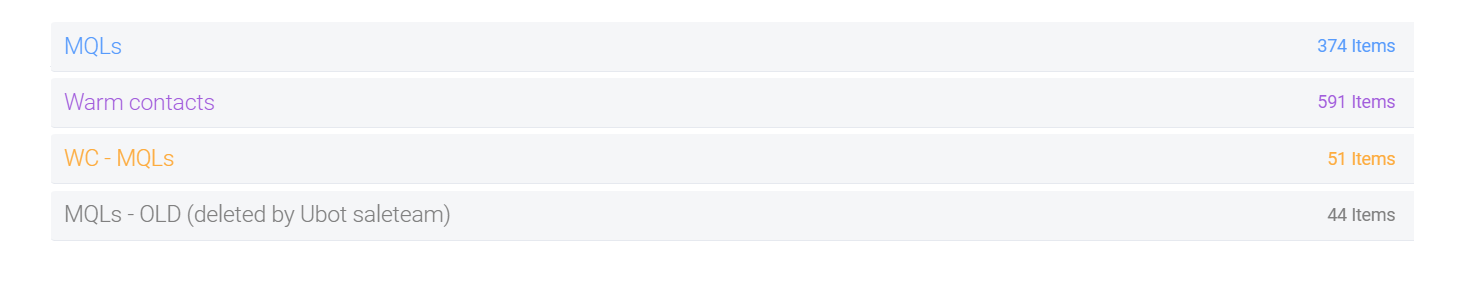 MQLs 374 Items
Warm contacts 591 Items
WC - MQLs 51 Items
MQLs - OLD (deleted by Ubot saleteam) 44 Items